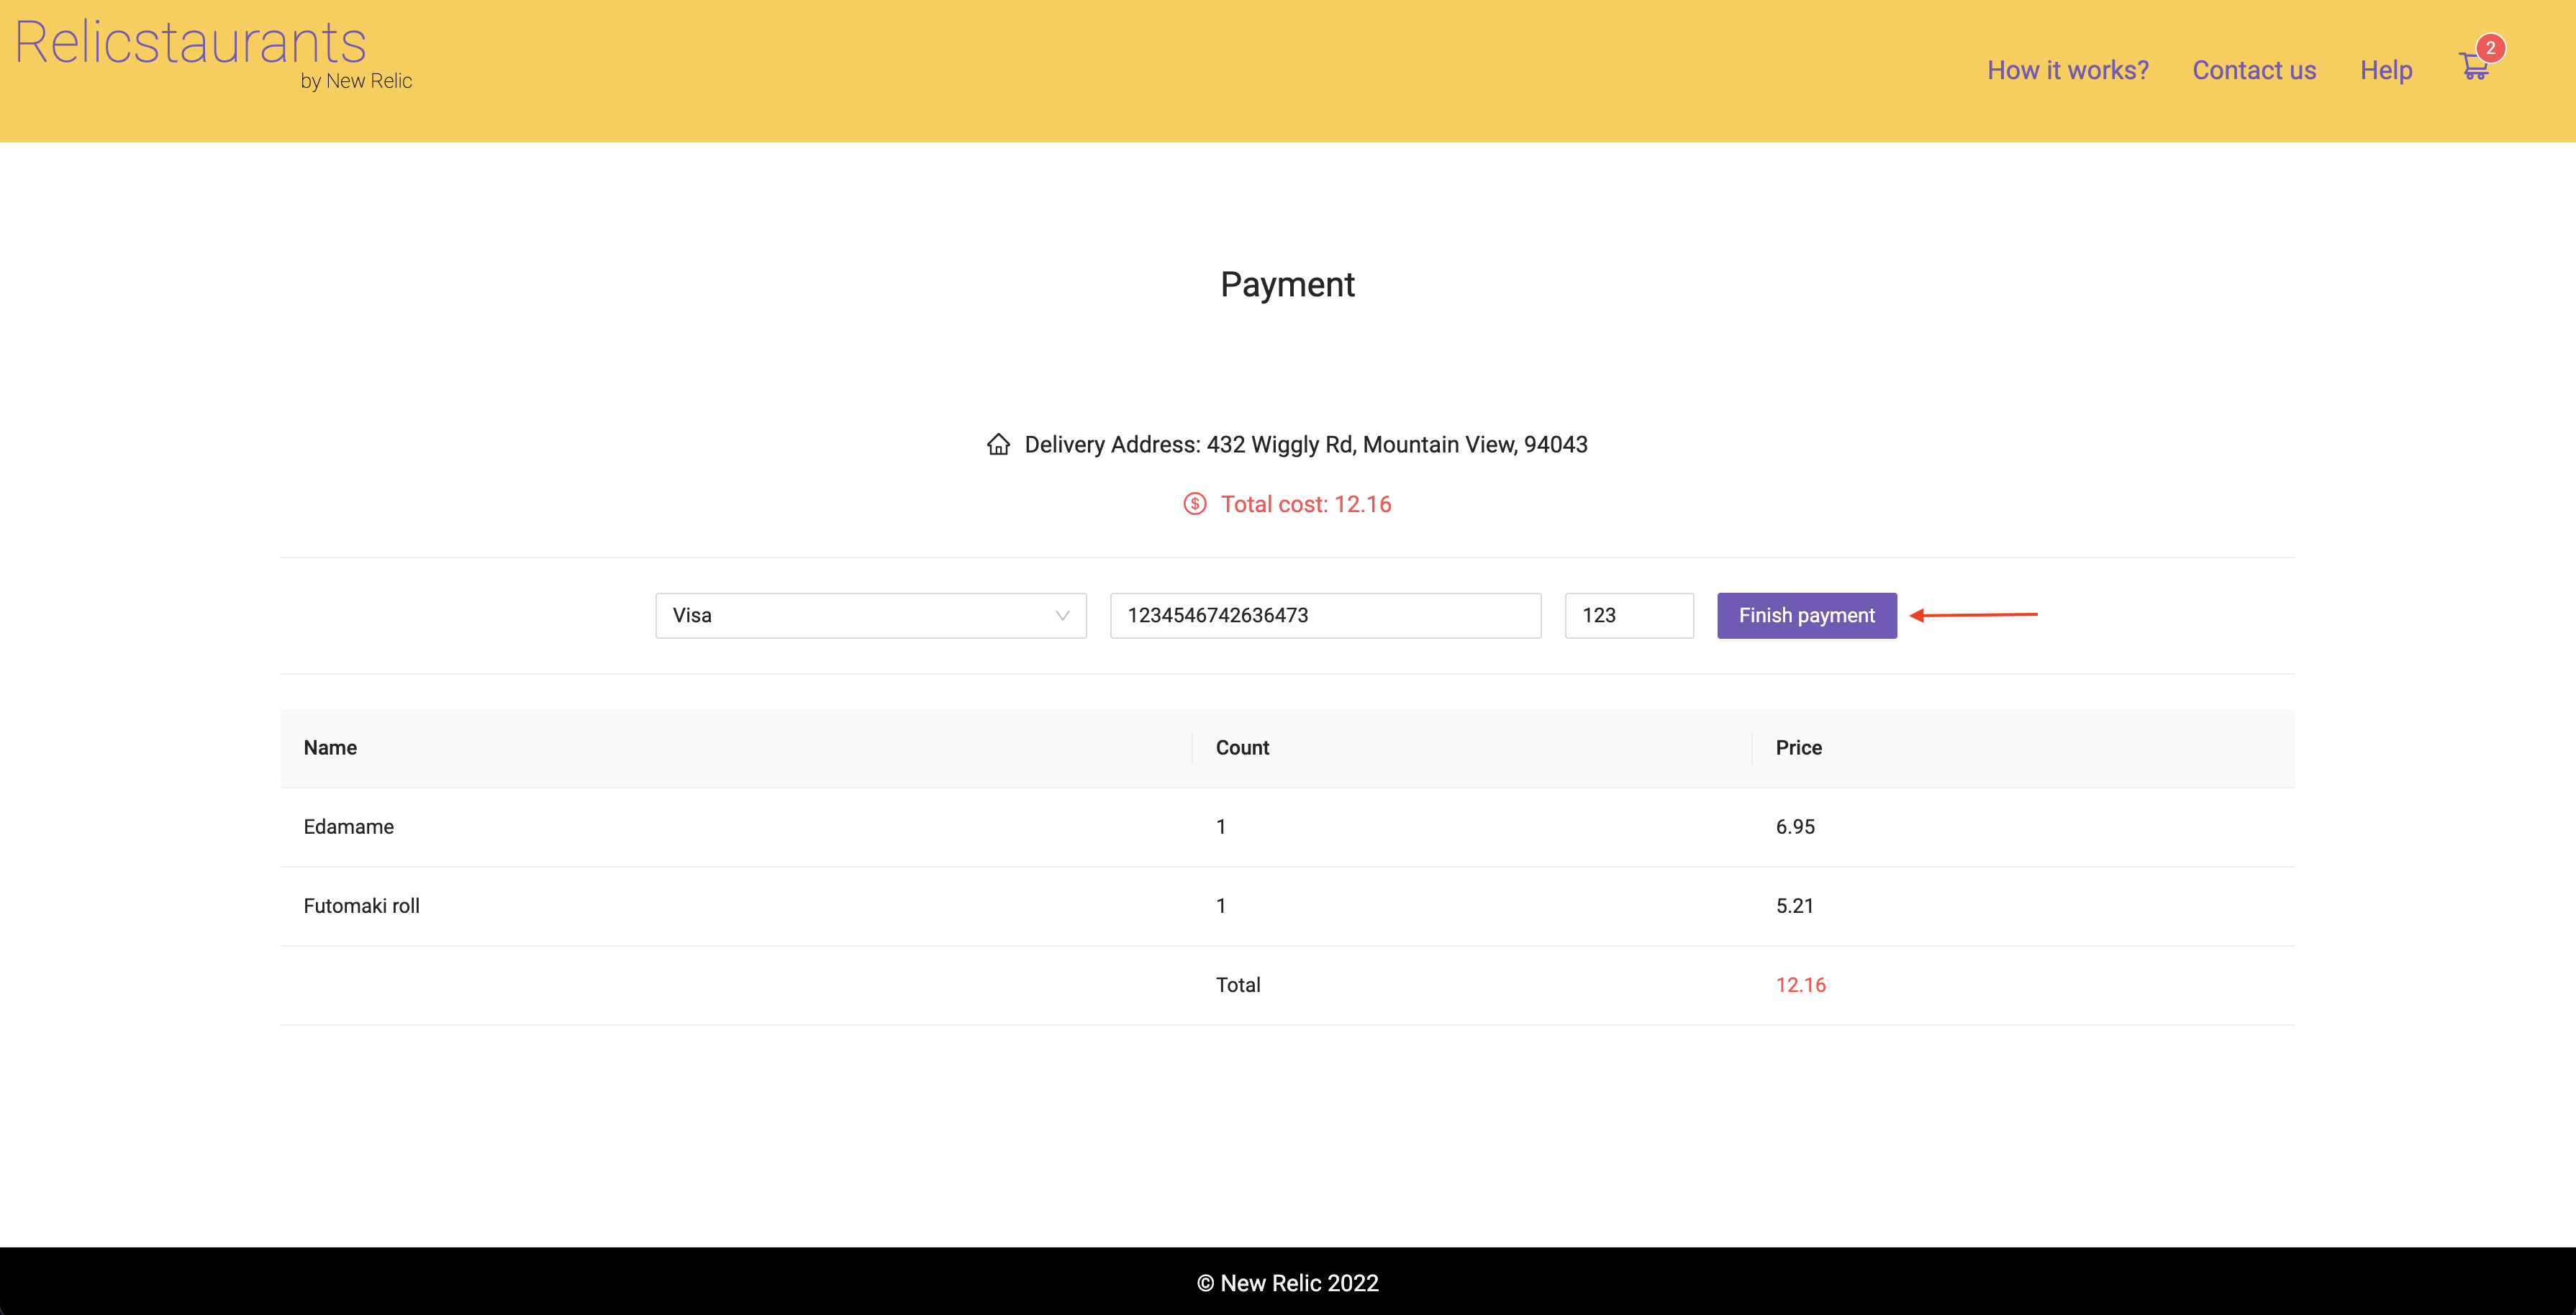 Relicstaurants
by New Relic
How it works? Contact us Help 2
Payment
Delivery Address: 432 Wiggly Rd, Mountain View, 94043
$ Total cost: 12.16
Visa 1234546742636473 123 Finish payment
Name Count Price
Edamame 1 6.95
Futomaki roll 1 5.21
Total 12.16
© New Relic 2022